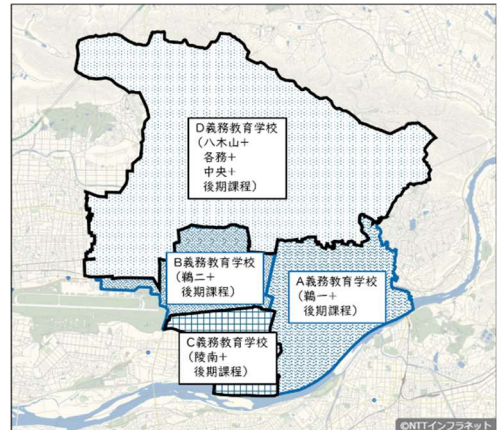 D義務教育学校
(八木山+
各務+
中央+
後期課程)
B義務教育学校
(鵜二+
後期課程)
A義務教育学校
(鵜一+
後期課程)
C義務教育学校
(陵南+
後期課程)
©NTTインフラネット